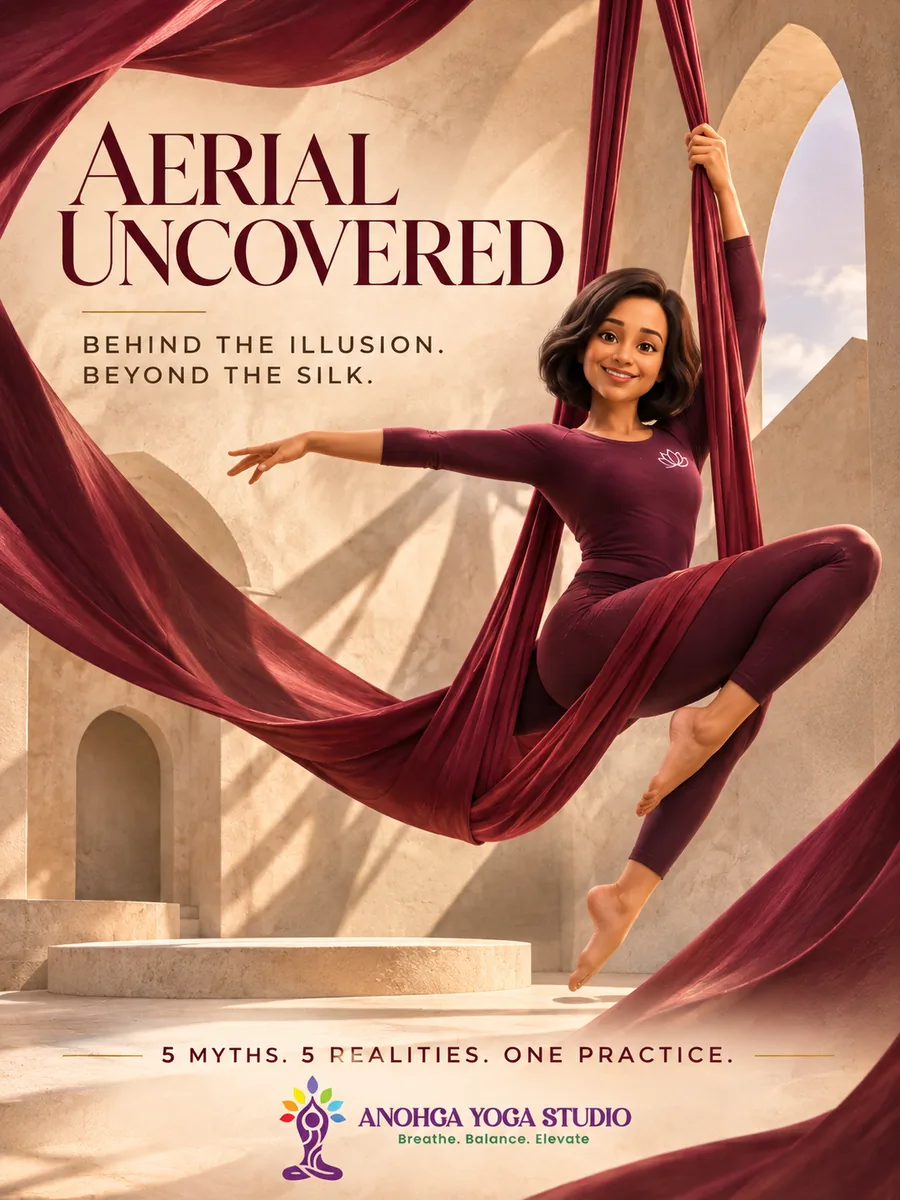 AERIAL
UNCOVERED
BEHIND THE ILLUSION.
BEYOND THE SILK.
5 MYTHS. 5 REALITIES. ONE PRACTICE.
ANOHGA YOGA STUDIO
Breathe. Balance. Elevate